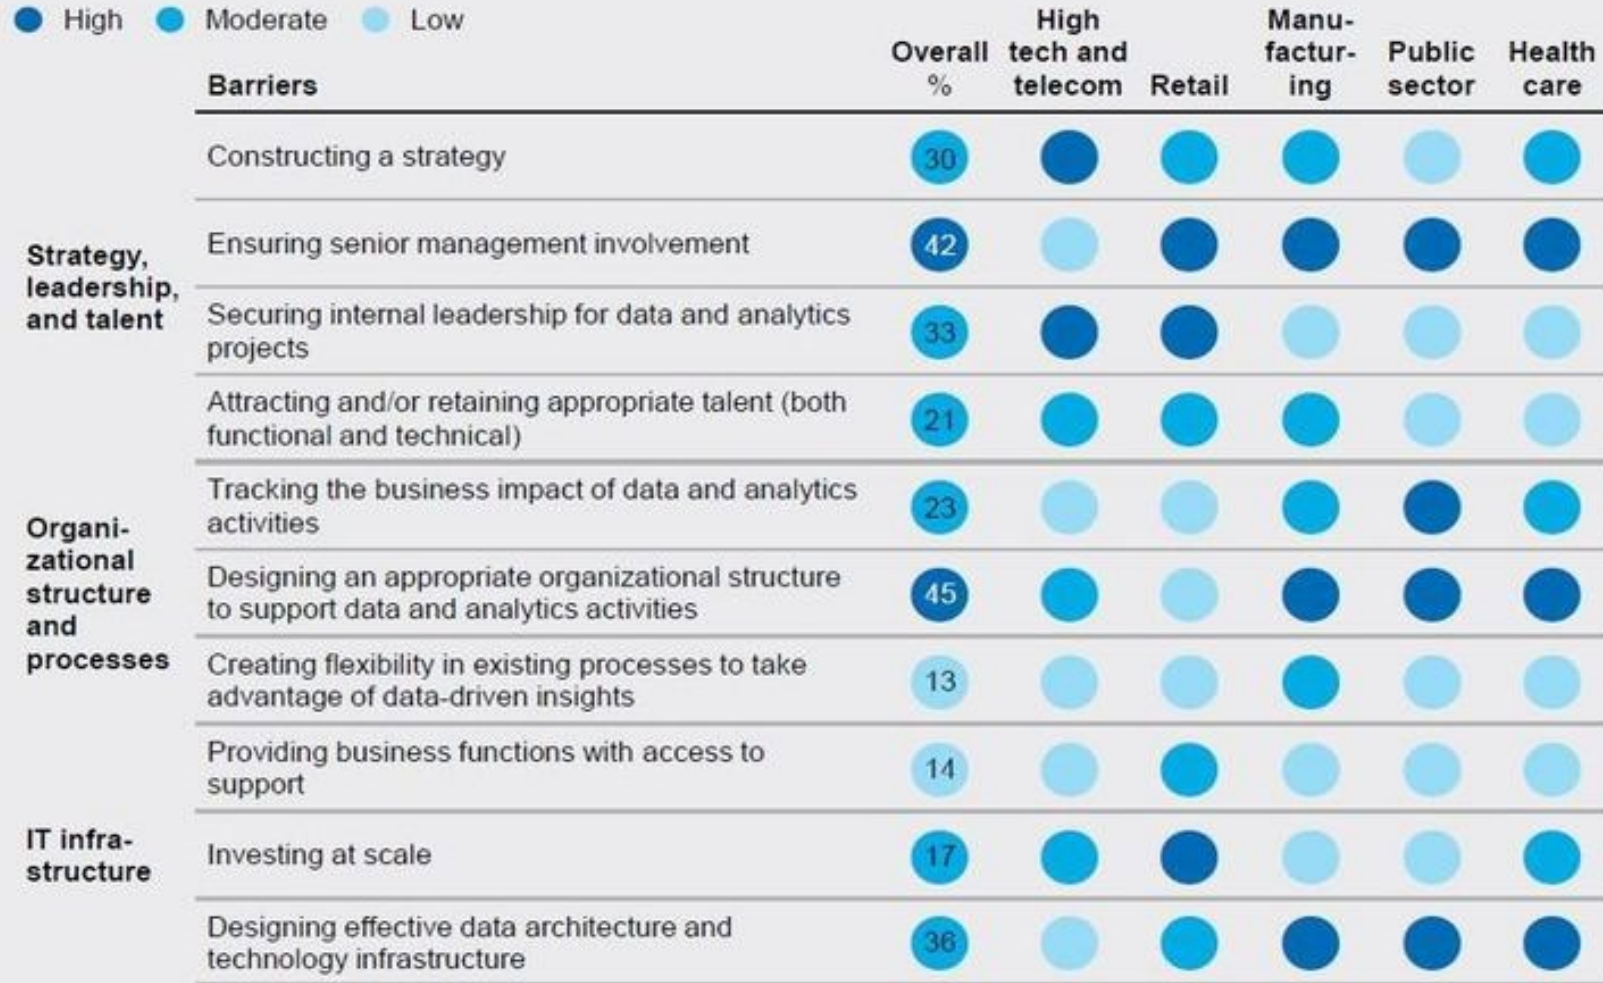 High Moderate Low
Barriers
Overall
%
High
tech and
telecom
Retail
Manu-
factur-
ing
Public
sector
Health
care
Strategy,
leadership,
and talent
Constructing a strategy
30
Ensuring senior management involvement
42
Securing internal leadership for data and analytics
projects
33
Attracting and/or retaining appropriate talent (both
functional and technical)
21
Organi-
zational
structure
and
processes
Tracking the business impact of data and analytics
activities
23
Designing an appropriate organizational structure
to support data and analytics activities
45
Creating flexibility in existing processes to take
advantage of data-driven insights
13
IT infra-
structure
Providing business functions with access to
support
14
Investing at scale
17
Designing effective data architecture and
technology infrastructure
36